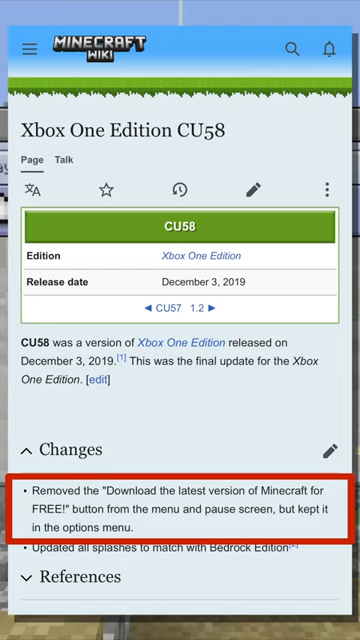 MINECRAFT
WIKI
Xbox One Edition CU58
Page Talk
CU58
Edition Xbox One Edition
Release date December 3, 2019
◄ CU57 1.2 ►
CU58 was a version of Xbox One Edition released on
December 3, 2019.[1] This was the final update for the Xbox
One Edition. [edit]
Changes
• Removed the "Download the latest version of Minecraft for
FREE!" button from the menu and pause screen, but kept it
in the options menu.
• Updated all splashes to match with Bedrock Edition[2]
References